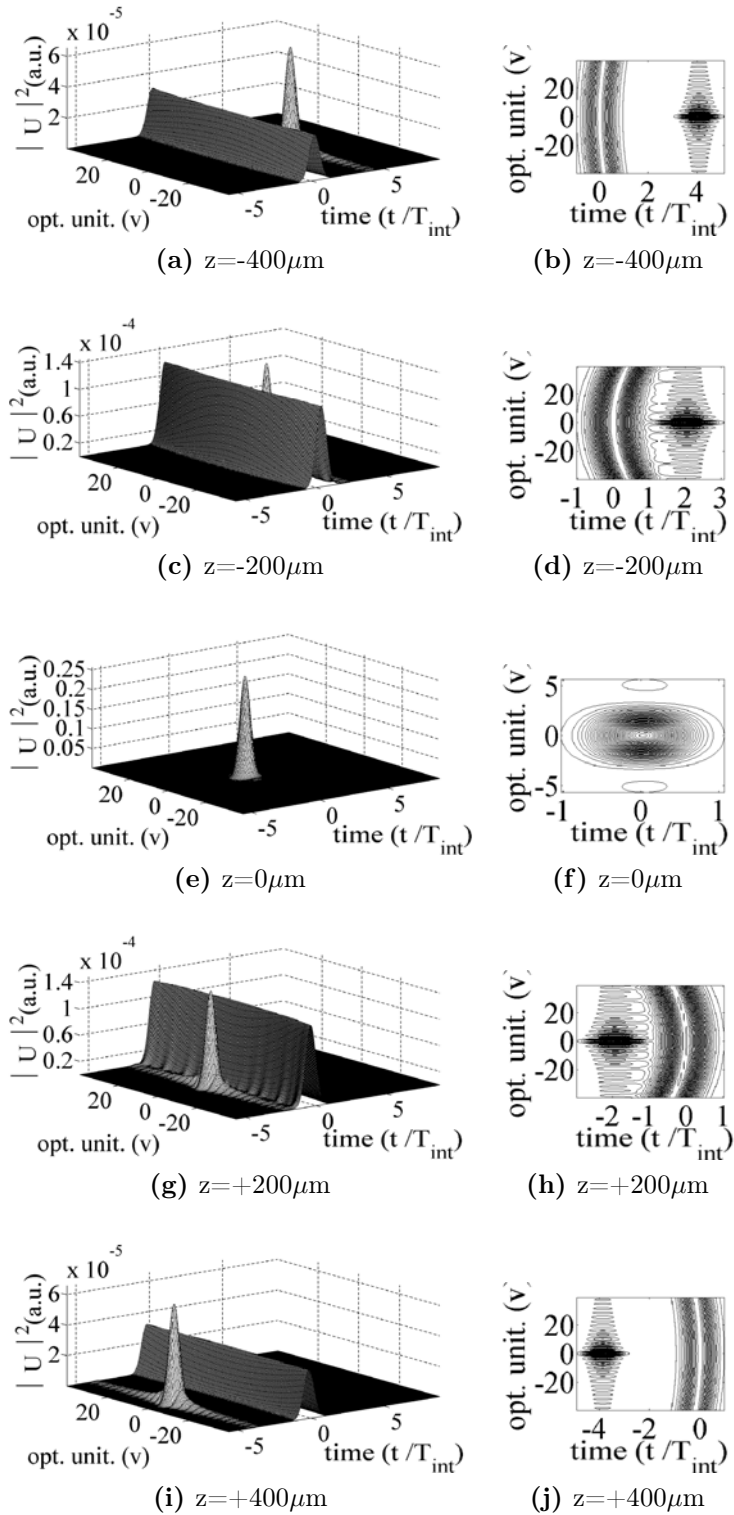 x 10^-5
6
4
2
| U |^2(a.u.)
20
0
-20
opt. unit. (v)
-5
0
5
time (t /T_int)
(a) z=-400μm
opt. unit. (v)
20
0
-20
0
2
4
time (t /T_int)
(b) z=-400μm
x 10^-4
1.4
1
0.6
0.2
| U |^2(a.u.)
20
0
-20
opt. unit. (v)
-5
0
5
time (t /T_int)
(c) z=-200μm
opt. unit. (v)
20
0
-20
-1
0
1
2
3
time (t /T_int)
(d) z=-200μm
0.25
0.2
0.15
0.1
0.05
| U |^2(a.u.)
20
0
-20
opt. unit. (v)
-5
0
5
time (t /T_int)
(e) z=0μm
opt. unit. (v)
5
0
-5
-1
0
1
time (t /T_int)
(f) z=0μm
x 10^-4
1.4
1
0.6
0.2
| U |^2(a.u.)
20
0
-20
opt. unit. (v)
-5
0
5
time (t /T_int)
(g) z=+200μm
opt. unit. (v)
20
0
-20
-2
-1
0
1
time (t /T_int)
(h) z=+200μm
x 10^-5
6
4
2
| U |^2(a.u.)
20
0
-20
opt. unit. (v)
-5
0
5
time (t /T_int)
(i) z=+400μm
opt. unit. (v)
20
0
-20
-4
-2
0
time (t /T_int)
(j) z=+400μm